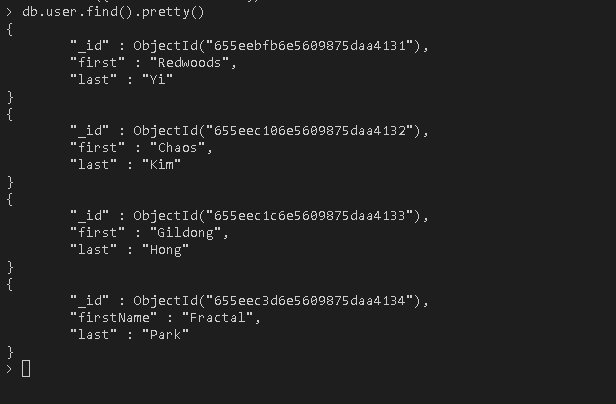 > db.user.find().pretty()
{
"_id" : ObjectId("655eebfb6e5609875daa4131"),
"first" : "Redwoods",
"last" : "Yi"
}
{
"_id" : ObjectId("655eec106e5609875daa4132"),
"first" : "Chaos",
"last" : "Kim"
}
{
"_id" : ObjectId("655eec1c6e5609875daa4133"),
"first" : "Gildong",
"last" : "Hong"
}
{
"_id" : ObjectId("655eec3d6e5609875daa4134"),
"firstName" : "Fractal",
"last" : "Park"
}
>